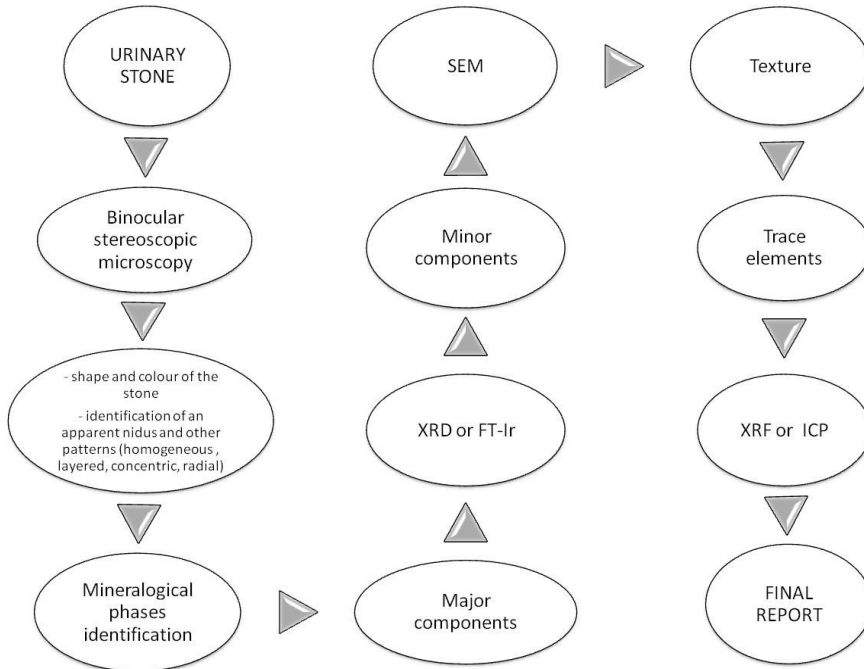 URINARY
STONE
Binocular
stereoscopic
microscopy
- shape and colour of the
stone
- identification of an
apparent nidus and other
patterns (homogeneous ,
layered, concentric, radial)
Mineralogical
phases
identification
Major
components
XRD or FT-Ir
Minor
components
SEM
Texture
Trace
elements
XRF or ICP
FINAL
REPORT